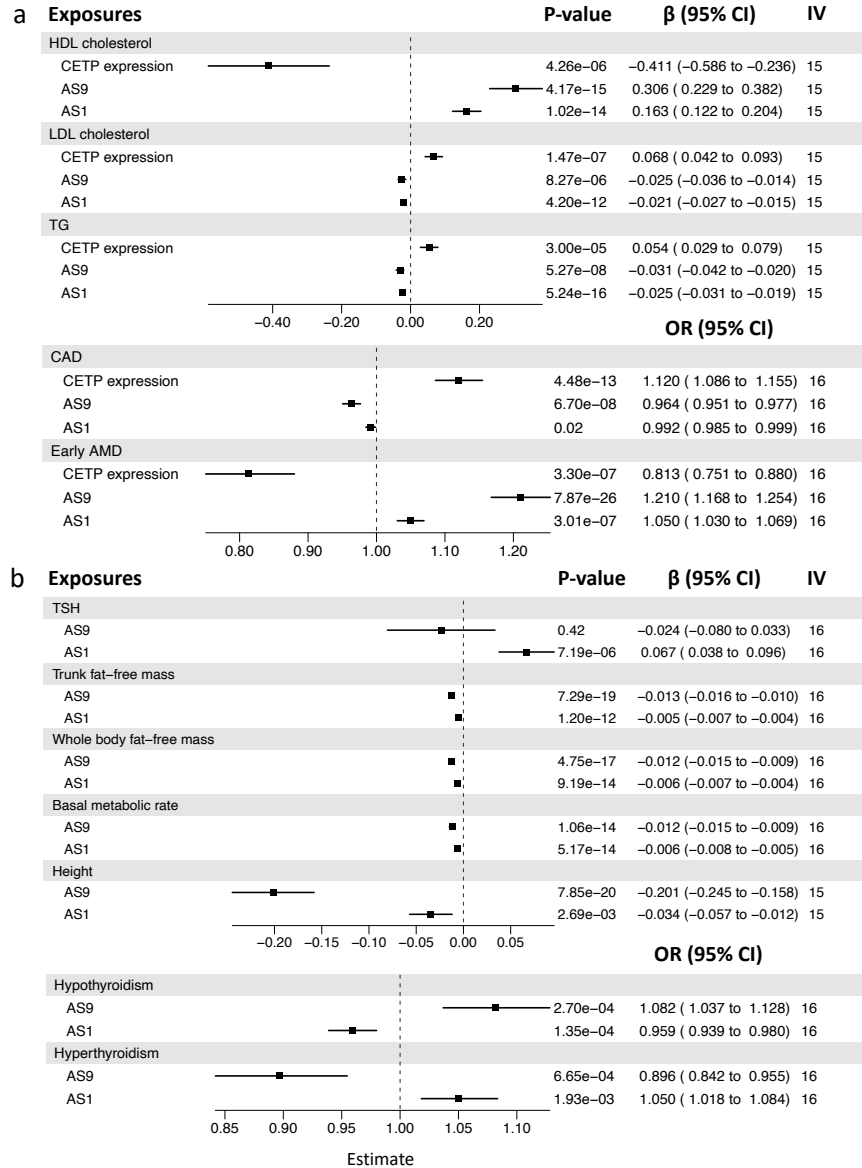 a Exposures P-value β (95% CI) IV
HDL cholesterol
CETP expression 4.26e−06 −0.411 (−0.586 to −0.236) 15
AS9 4.17e−15 0.306 ( 0.229 to 0.382) 15
AS1 1.02e−14 0.163 ( 0.122 to 0.204) 15
LDL cholesterol
CETP expression 1.47e−07 0.068 ( 0.042 to 0.093) 15
AS9 8.27e−06 −0.025 (−0.036 to −0.014) 15
AS1 4.20e−12 −0.021 (−0.027 to −0.015) 15
TG
CETP expression 3.00e−05 0.054 ( 0.029 to 0.079) 15
AS9 5.27e−08 −0.031 (−0.042 to −0.020) 15
AS1 5.24e−16 −0.025 (−0.031 to −0.019) 15
−0.40 −0.20 0.00 0.20
OR (95% CI)
CAD
CETP expression 4.48e−13 1.120 ( 1.086 to 1.155) 16
AS9 6.70e−08 0.964 ( 0.951 to 0.977) 16
AS1 0.02 0.992 ( 0.985 to 0.999) 16
Early AMD
CETP expression 3.30e−07 0.813 ( 0.751 to 0.880) 16
AS9 7.87e−26 1.210 ( 1.168 to 1.254) 16
AS1 3.01e−07 1.050 ( 1.030 to 1.069) 16
0.80 0.90 1.00 1.10 1.20
b Exposures P-value β (95% CI) IV
TSH
AS9 0.42 −0.024 (−0.080 to 0.033) 16
AS1 7.19e−06 0.067 ( 0.038 to 0.096) 16
Trunk fat−free mass
AS9 7.29e−19 −0.013 (−0.016 to −0.010) 16
AS1 1.20e−12 −0.005 (−0.007 to −0.004) 16
Whole body fat−free mass
AS9 4.75e−17 −0.012 (−0.015 to −0.009) 16
AS1 9.19e−14 −0.006 (−0.007 to −0.004) 16
Basal metabolic rate
AS9 1.06e−14 −0.012 (−0.015 to −0.009) 16
AS1 5.17e−14 −0.006 (−0.008 to −0.005) 16
Height
AS9 7.85e−20 −0.201 (−0.245 to −0.158) 15
AS1 2.69e−03 −0.034 (−0.057 to −0.012) 15
−0.20 −0.15 −0.10 −0.05 0.00 0.05
OR (95% CI)
Hypothyroidism
AS9 2.70e−04 1.082 ( 1.037 to 1.128) 16
AS1 1.35e−04 0.959 ( 0.939 to 0.980) 16
Hyperthyroidism
AS9 6.65e−04 0.896 ( 0.842 to 0.955) 16
AS1 1.93e−03 1.050 ( 1.018 to 1.084) 16
0.85 0.90 0.95 1.00 1.05 1.10
Estimate